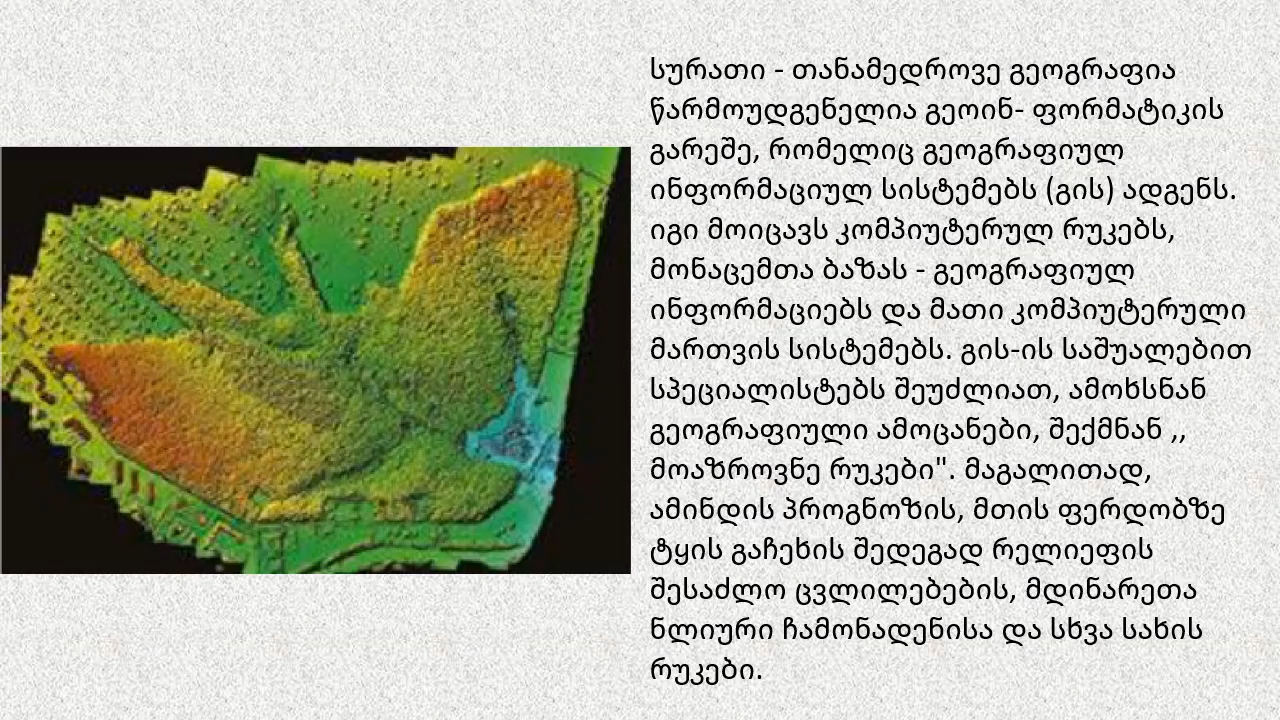 სურათი - თანამედროვე გეოგრაფია
წარმოუდგენელია გეოინ- ფორმატიკის
გარეშე, რომელიც გეოგრაფიულ
ინფორმაციულ სისტემებს (გის) ადგენს.
იგი მოიცავს კომპიუტერულ რუკებს,
მონაცემთა ბაზას - გეოგრაფიულ
ინფორმაციებს და მათი კომპიუტერული
მართვის სისტემებს. გის-ის საშუალებით
სპეციალისტებს შეუძლიათ, ამოხსნან
გეოგრაფიული ამოცანები, შექმნან ,,
მოაზროვნე რუკები". მაგალითად,
ამინდის პროგნოზის, მთის ფერდობზე
ტყის გაჩეხის შედეგად რელიეფის
შესაძლო ცვლილებების, მდინარეთა
ნლიური ჩამონადენისა და სხვა სახის
რუკები.